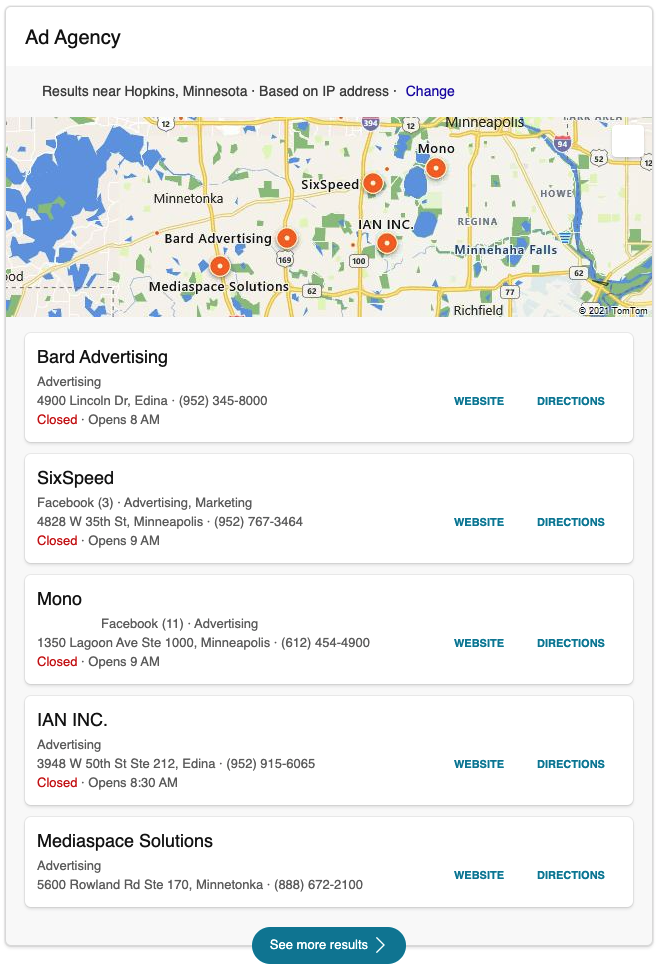 Ad Agency
Results near Hopkins, Minnesota · Based on IP address · Change
12
394
12
Minneapolis
Mono
94
52
12
SixSpeed
Minnetonka
HOWE
IAN INC.
REGINA
Bard Advertising
169
100
Minnehaha Falls
62
Mediaspace Solutions
62
77
Richfield
© 2021 TomTom
Bard Advertising
Advertising
4900 Lincoln Dr, Edina · (952) 345-8000
WEBSITE DIRECTIONS
Closed · Opens 8 AM
SixSpeed
Facebook (3) · Advertising, Marketing
4828 W 35th St, Minneapolis · (952) 767-3464
WEBSITE DIRECTIONS
Closed · Opens 9 AM
Mono
Facebook (11) · Advertising
1350 Lagoon Ave Ste 1000, Minneapolis · (612) 454-4900
WEBSITE DIRECTIONS
Closed · Opens 9 AM
IAN INC.
Advertising
3948 W 50th St Ste 212, Edina · (952) 915-6065
WEBSITE DIRECTIONS
Closed · Opens 8:30 AM
Mediaspace Solutions
Advertising
5600 Rowland Rd Ste 170, Minnetonka · (888) 672-2100
WEBSITE DIRECTIONS
See more results